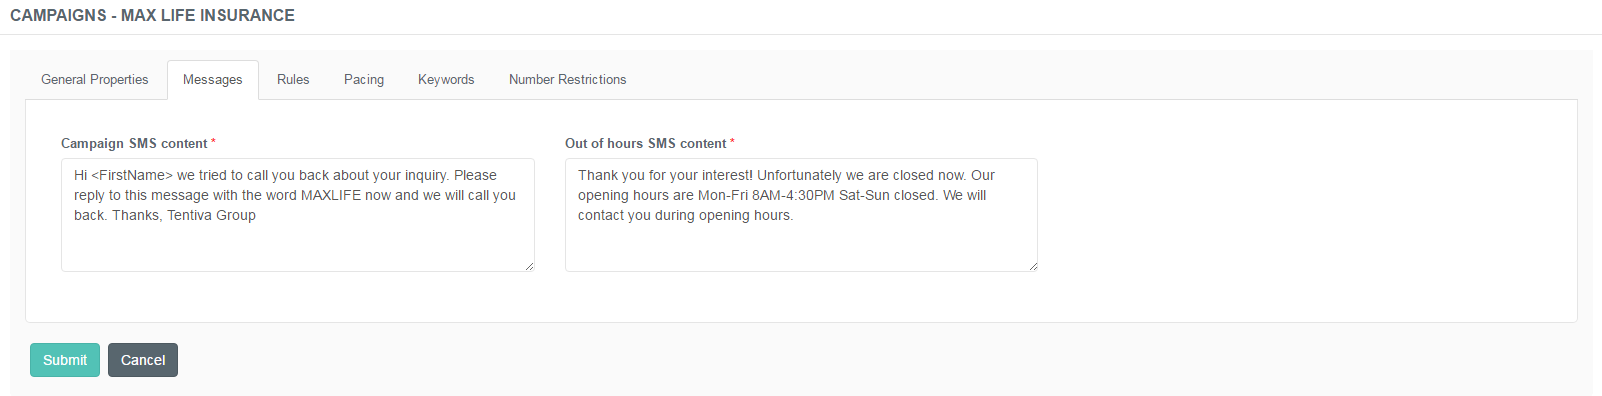 CAMPAIGNS - MAX LIFE INSURANCE
General Properties
Messages
Rules
Pacing
Keywords
Number Restrictions
Campaign SMS content *
Hi <FirstName> we tried to call you back about your inquiry. Please
reply to this message with the word MAXLIFE now and we will call you
back. Thanks, Tentiva Group
Out of hours SMS content *
Thank you for your interest! Unfortunately we are closed now. Our
opening hours are Mon-Fri 8AM-4:30PM Sat-Sun closed. We will
contact you during opening hours.
Submit
Cancel